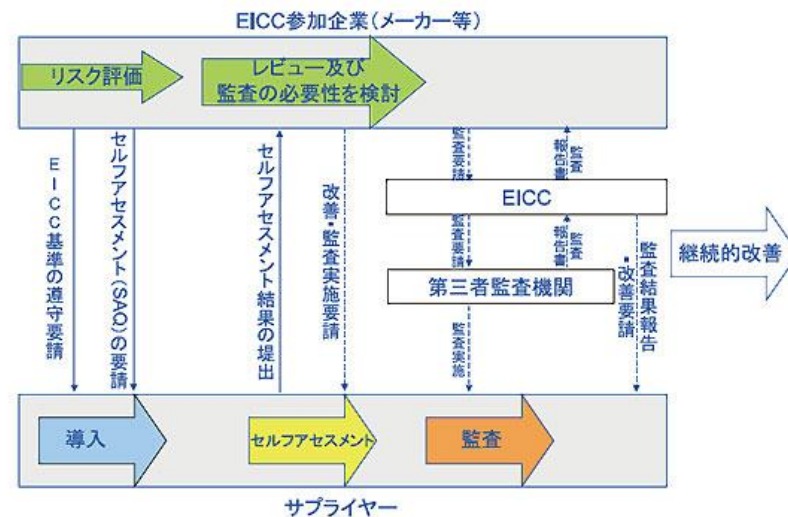 EICC参加企業(メーカー等)
リスク評価
レビュー及び
監査の必要性を検討
EICC基準の遵守要請
セルフアセスメント(SAQ)の要請
セルフアセスメント結果の堤出
改善・監査実施要請
監査要請
報告書
監査
EICC
監査要請
報告書
監査
第三者監査機関
監査実施
監査結果報告
・改善要請
継続的改善
導入
セルフアセスメント
監査
サプライヤー